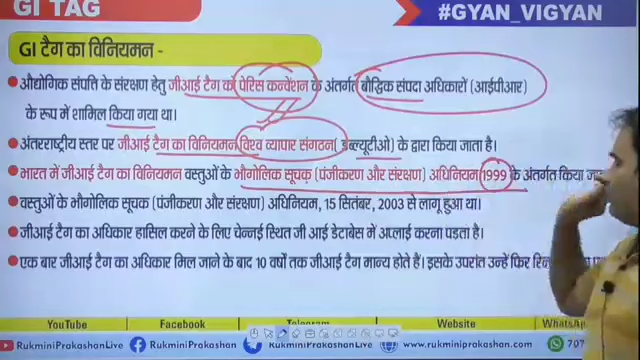 GI TAG
#GYAN_VIGYAN
GI टैग का विनियमन -
औद्योगिक संपत्ति के संरक्षण हेतु जीआई टैग को पेरिस कन्वेंशन के अंतर्गत बौद्धिक संपदा अधिकारों (आईपीआर)
के रूप में शामिल किया गया था।
अंतरराष्ट्रीय स्तर पर जीआई टैग का विनियमन विश्व व्यापार संगठन( डब्ल्यूटीओ) के द्वारा किया जाता है।
भारत में जीआई टैग का विनियमन वस्तुओं के भौगोलिक सूचक (पंजीकरण और संरक्षण) अधिनियम(1999 के अंतर्गत किया
वस्तुओं के भौगोलिक सूचक (पंजीकरण और संरक्षण) अधिनियम, 15 सितंबर, 2003 से लागू हुआ था।
जीआई टैग का अधिकार हासिल करने के लिए चेन्नई स्थित जी आई डेटाबेस में अप्लाई करना पड़ता है।
एक बार जीआई टैग का अधिकार मिल जाने के बाद 10 वर्षों तक जीआई टैग मान्य होते हैं। इसके उपरांत उन्हें फिर
YouTube Facebook Telegram Website WhatsA
RukminiPrakashanLive RukminiPrakashan RukminiPrakashanLive www.rukminiprakashan.com 707